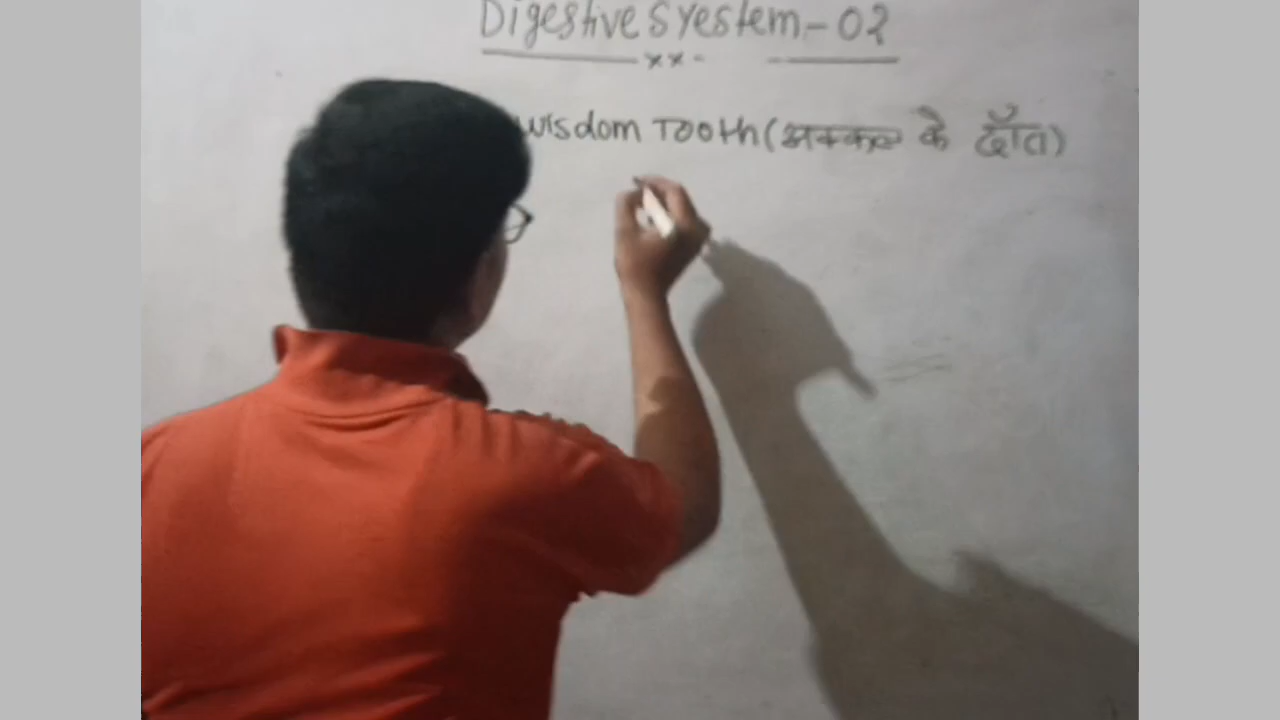 Digestive Syestem - 02
Wisdom Tooth (अक्कल के दाँत)